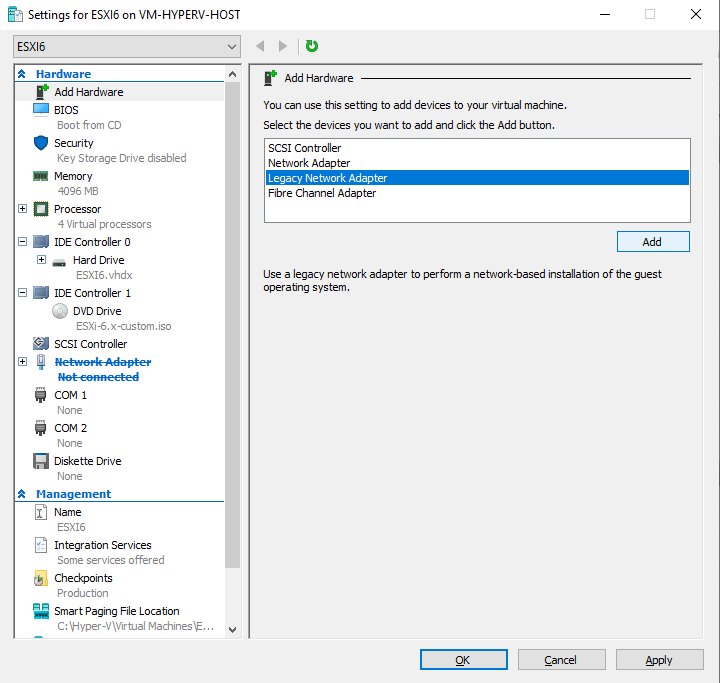 Settings for ESXI6 on VM-HYPERV-HOST
ESXI6
Hardware
Add Hardware
BIOS
Boot from CD
Security
Key Storage Drive disabled
Memory
4096 MB
Processor
4 Virtual processors
IDE Controller 0
Hard Drive
ESXI6.vhdx
IDE Controller 1
DVD Drive
ESXi-6.x-custom.iso
SCSI Controller
Network Adapter
Not connected
COM 1
None
COM 2
None
Diskette Drive
None
Management
Name
ESXI6
Integration Services
Some services offered
Checkpoints
Production
Smart Paging File Location
C:\Hyper-V\Virtual Machines\E...
Add Hardware
You can use this setting to add devices to your virtual machine.
Select the devices you want to add and click the Add button.
SCSI Controller
Network Adapter
Legacy Network Adapter
Fibre Channel Adapter
Add
Use a legacy network adapter to perform a network-based installation of the guest
operating system.
OK
Cancel
Apply